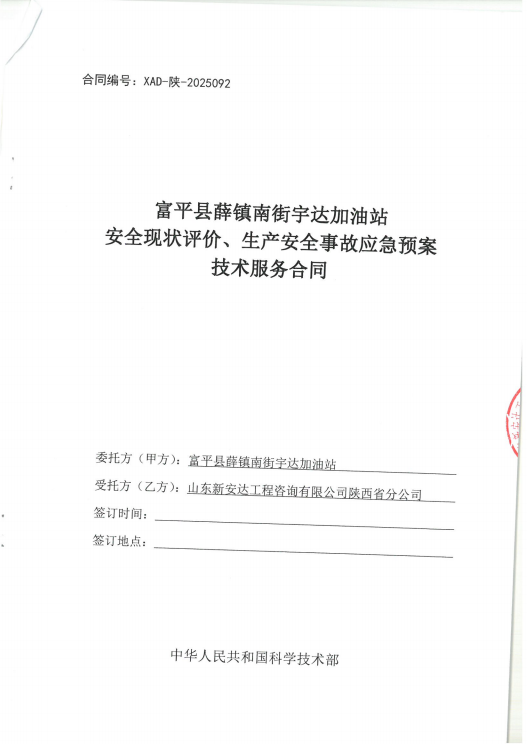 合同编号：XAD-陕-2025092
富平县薛镇南街宇达加油站
安全现状评价、生产安全事故应急预案
技术服务合同
委托方（甲方）：富平县薛镇南街宇达加油站
受托方（乙方）：山东新安达工程咨询有限公司陕西省分公司
签订时间：
签订地点：
中华人民共和国科学技术部